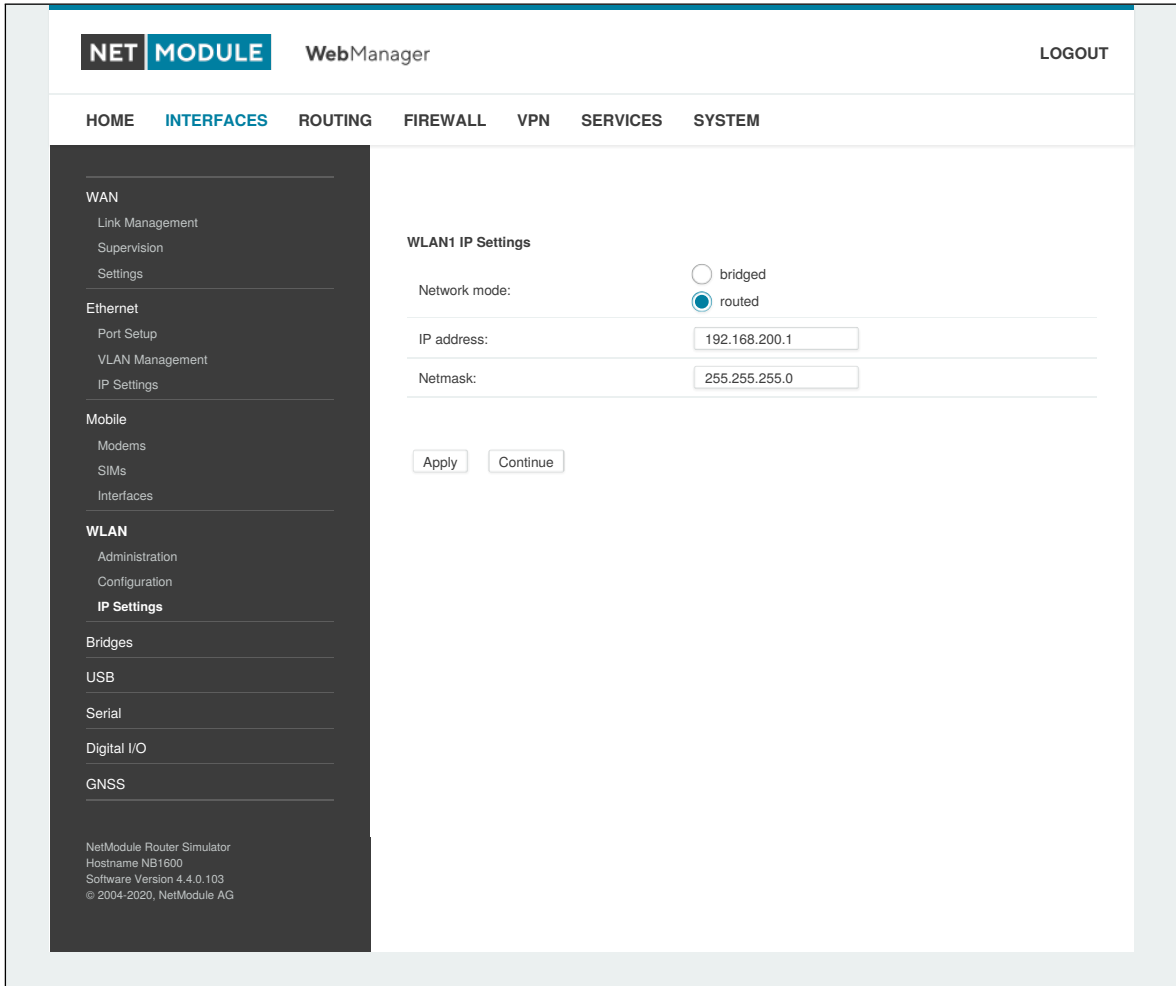 NET MODULE WebManager LOGOUT
HOME INTERFACES ROUTING FIREWALL VPN SERVICES SYSTEM
WAN
Link Management
Supervision
Settings
Ethernet
Port Setup
VLAN Management
IP Settings
Mobile
Modems
SIMs
Interfaces
WLAN
Administration
Configuration
IP Settings
Bridges
USB
Serial
Digital I/O
GNSS
NetModule Router Simulator
Hostname NB1600
Software Version 4.4.0.103
© 2004-2020, NetModule AG
WLAN1 IP Settings
Network mode:
bridged
routed
IP address: 192.168.200.1
Netmask: 255.255.255.0
Apply Continue